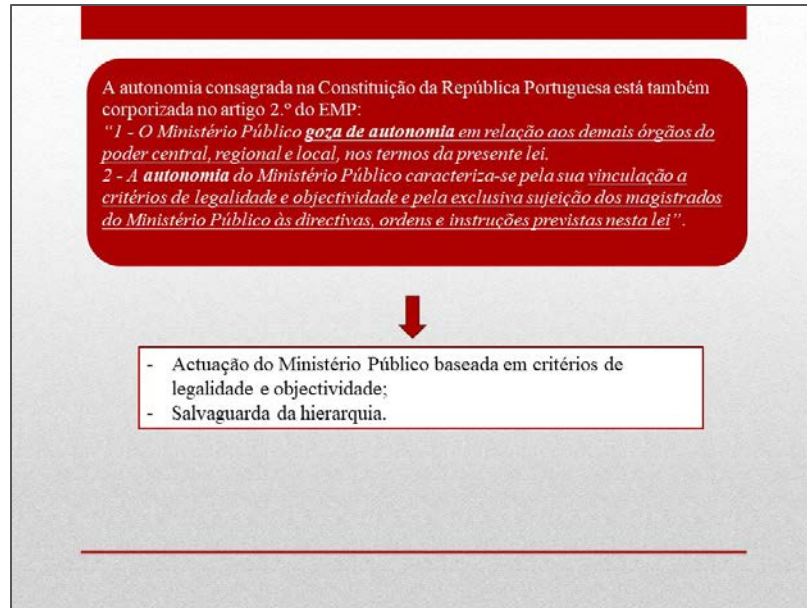 A autonomia consagrada na Constituição da República Portuguesa está também
corporizada no artigo 2.º do EMP:
“1 - O Ministério Público goza de autonomia em relação aos demais órgãos do
poder central, regional e local, nos termos da presente lei.
2 - A autonomia do Ministério Público caracteriza-se pela sua vinculação a
critérios de legalidade e objectividade e pela exclusiva sujeição dos magistrados
do Ministério Público às directivas, ordens e instruções previstas nesta lei”.
- Actuação do Ministério Público baseada em critérios de
legalidade e objectividade;
- Salvaguarda da hierarquia.